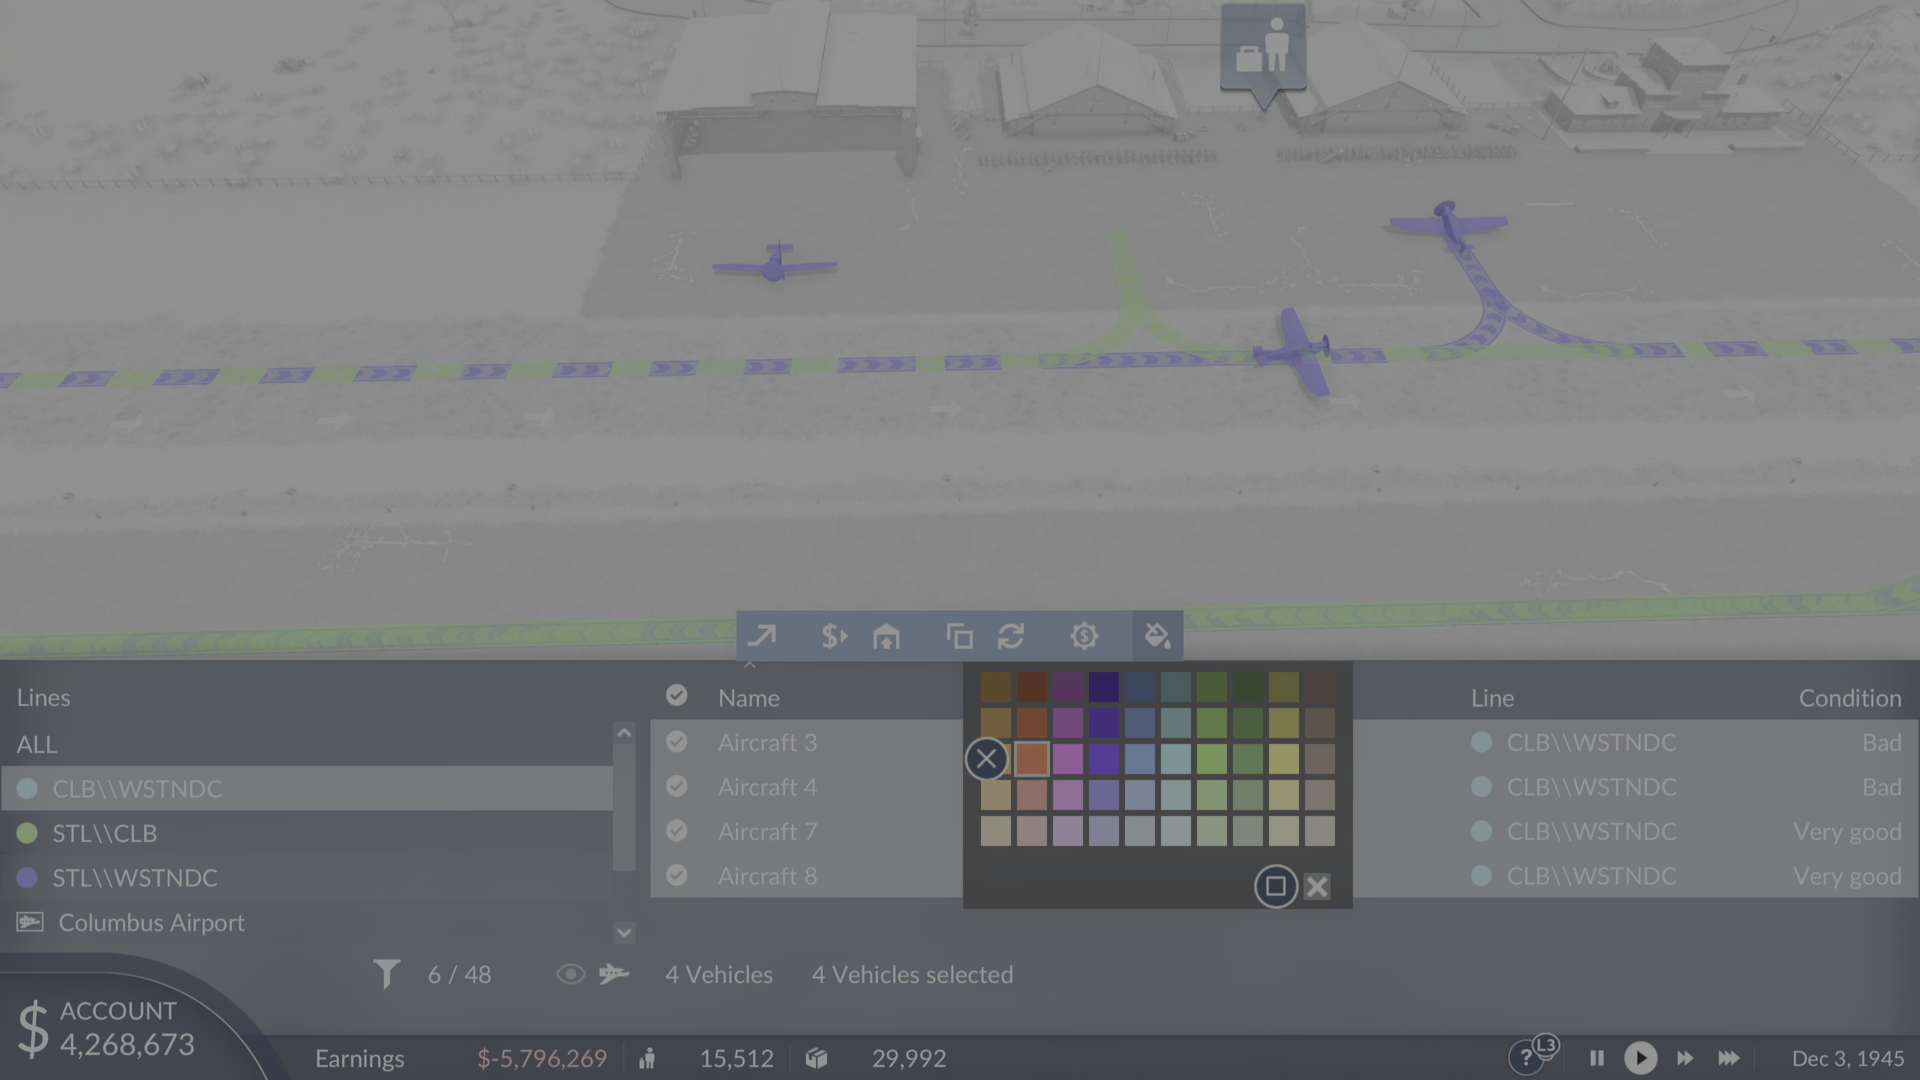 Lines
Name
Line
Condition
ALL
Aircraft 3
CLB\\WSTNDC
Bad
CLB\\WSTNDC
Aircraft 4
CLB\\WSTNDC
Bad
STL\\CLB
Aircraft 7
CLB\\WSTNDC
Very good
STL\\WSTNDC
Aircraft 8
CLB\\WSTNDC
Very good
Columbus Airport
6 / 48
4 Vehicles
4 Vehicles selected
$ ACCOUNT
4,268,673
Earnings
$-5,796,269
15,512
29,992
? L3
Dec 3, 1945